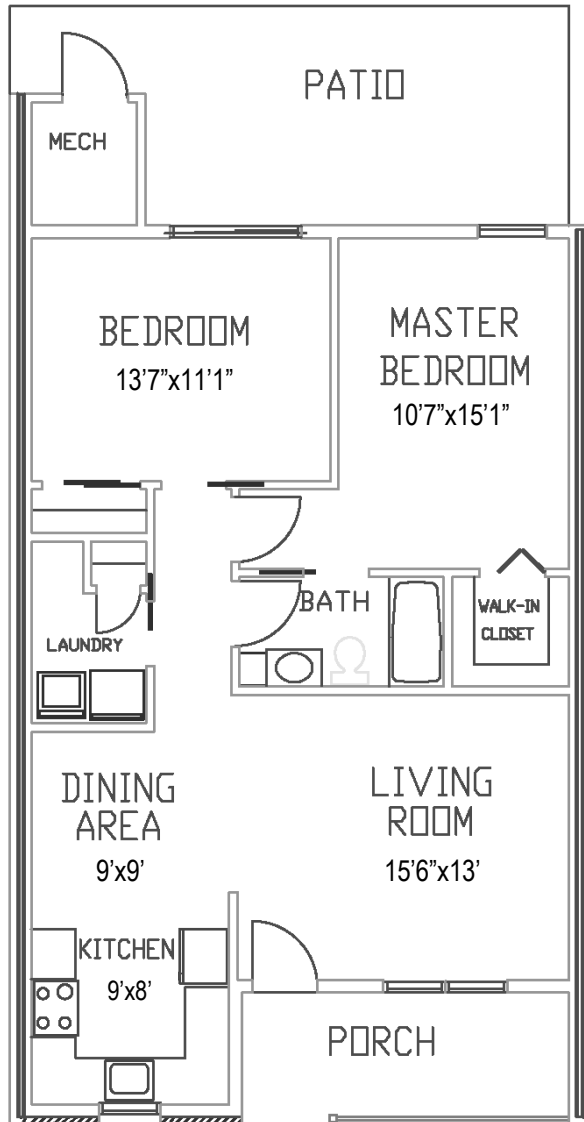 PATIO
MECH
BEDROOM
13'7"x11'1"
MASTER
BEDROOM
10'7"x15'1"
BATH
WALK-IN
CLOSET
LAUNDRY
DINING
AREA
9'x9'
LIVING
ROOM
15'6"x13'
KITCHEN
9'x8'
PORCH